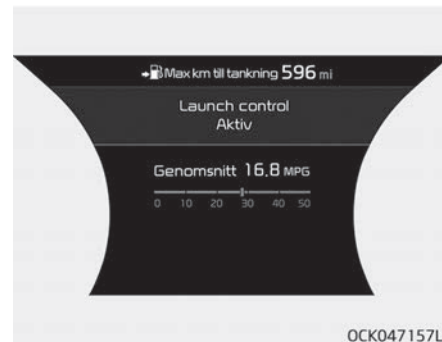 Max km till tankning 596 mi
Launch control
Aktiv
Genomsnitt 16,8 MPG
0 10 20 30 40 50
OCK047157L